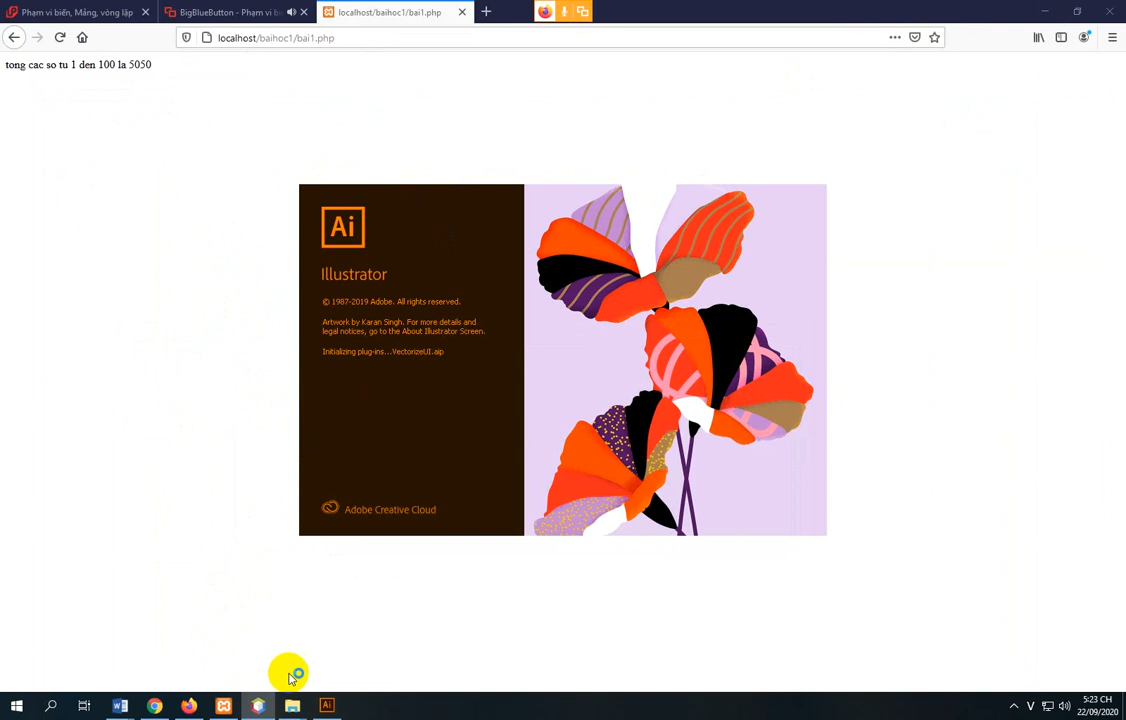 Phạm vi biến, Mảng, vòng lặp
BigBlueButton - Phạm vi b
localhost/baihoc1/bai1.php
localhost/baihoc1/bai1.php
tong cac so tu 1 den 100 la 5050
Ai
Illustrator
© 1987-2019 Adobe. All rights reserved.
Artwork by Karan Singh. For more details and
legal notices, go to the About Illustrator Screen.
Initializing plug-ins...VectorizeUI.aip
Adobe Creative Cloud
Ai
V
5:23 CH
22/09/2020